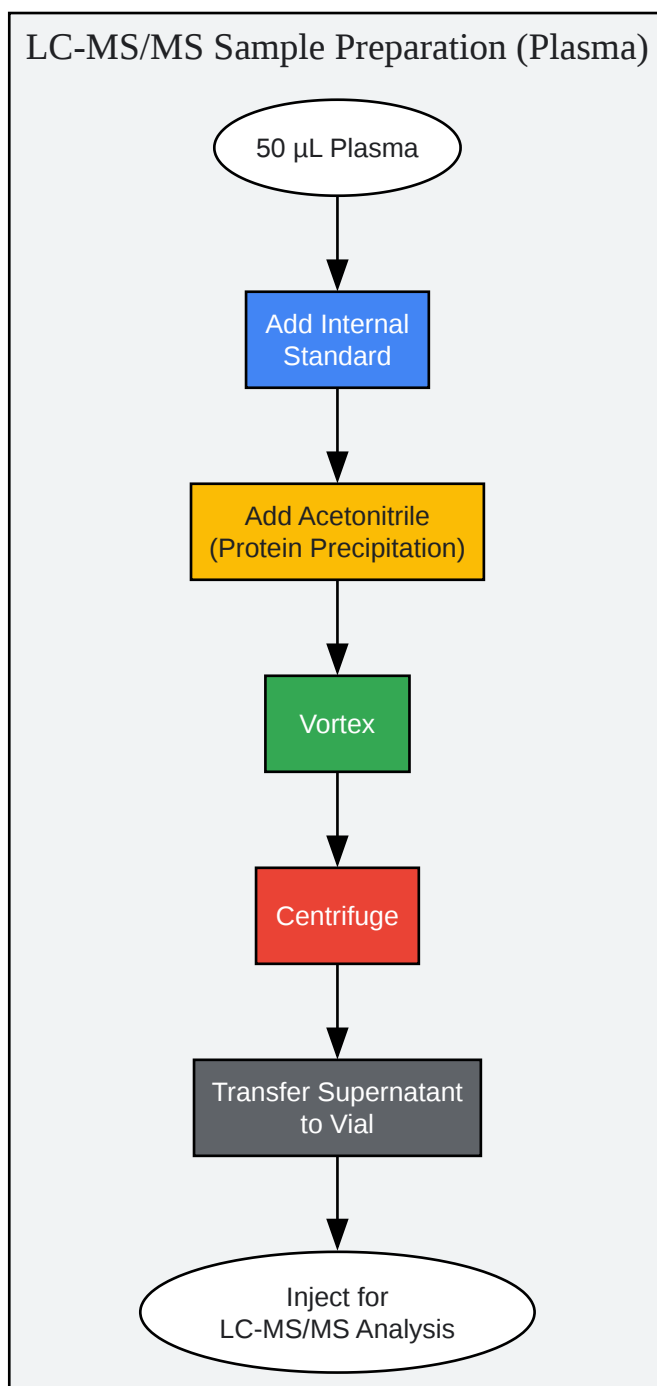 LC-MS/MS Sample Preparation (Plasma)
50 µL Plasma
Add Internal
Standard
Add Acetonitrile
(Protein Precipitation)
Vortex
Centrifuge
Transfer Supernatant
to Vial
Inject for
LC-MS/MS Analysis